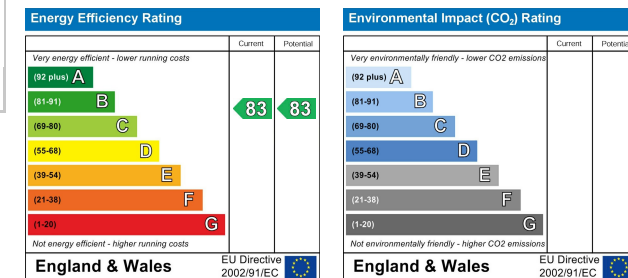 Energy Efficiency Rating
Current Potential
Very energy efficient - lower running costs
(92 plus) A
(81-91) B
83 83
(69-80) C
(55-68) D
(39-54) E
(21-38) F
(1-20) G
Not energy efficient - higher running costs
England & Wales
EU Directive
2002/91/EC
Environmental Impact (CO2) Rating
Current Potential
Very environmentally friendly - lower CO2 emissions
(92 plus) A
(81-91) B
(69-80) C
(55-68) D
(39-54) E
(21-38) F
(1-20) G
Not environmentally friendly - higher CO2 emissions
England & Wales
EU Directive
2002/91/EC